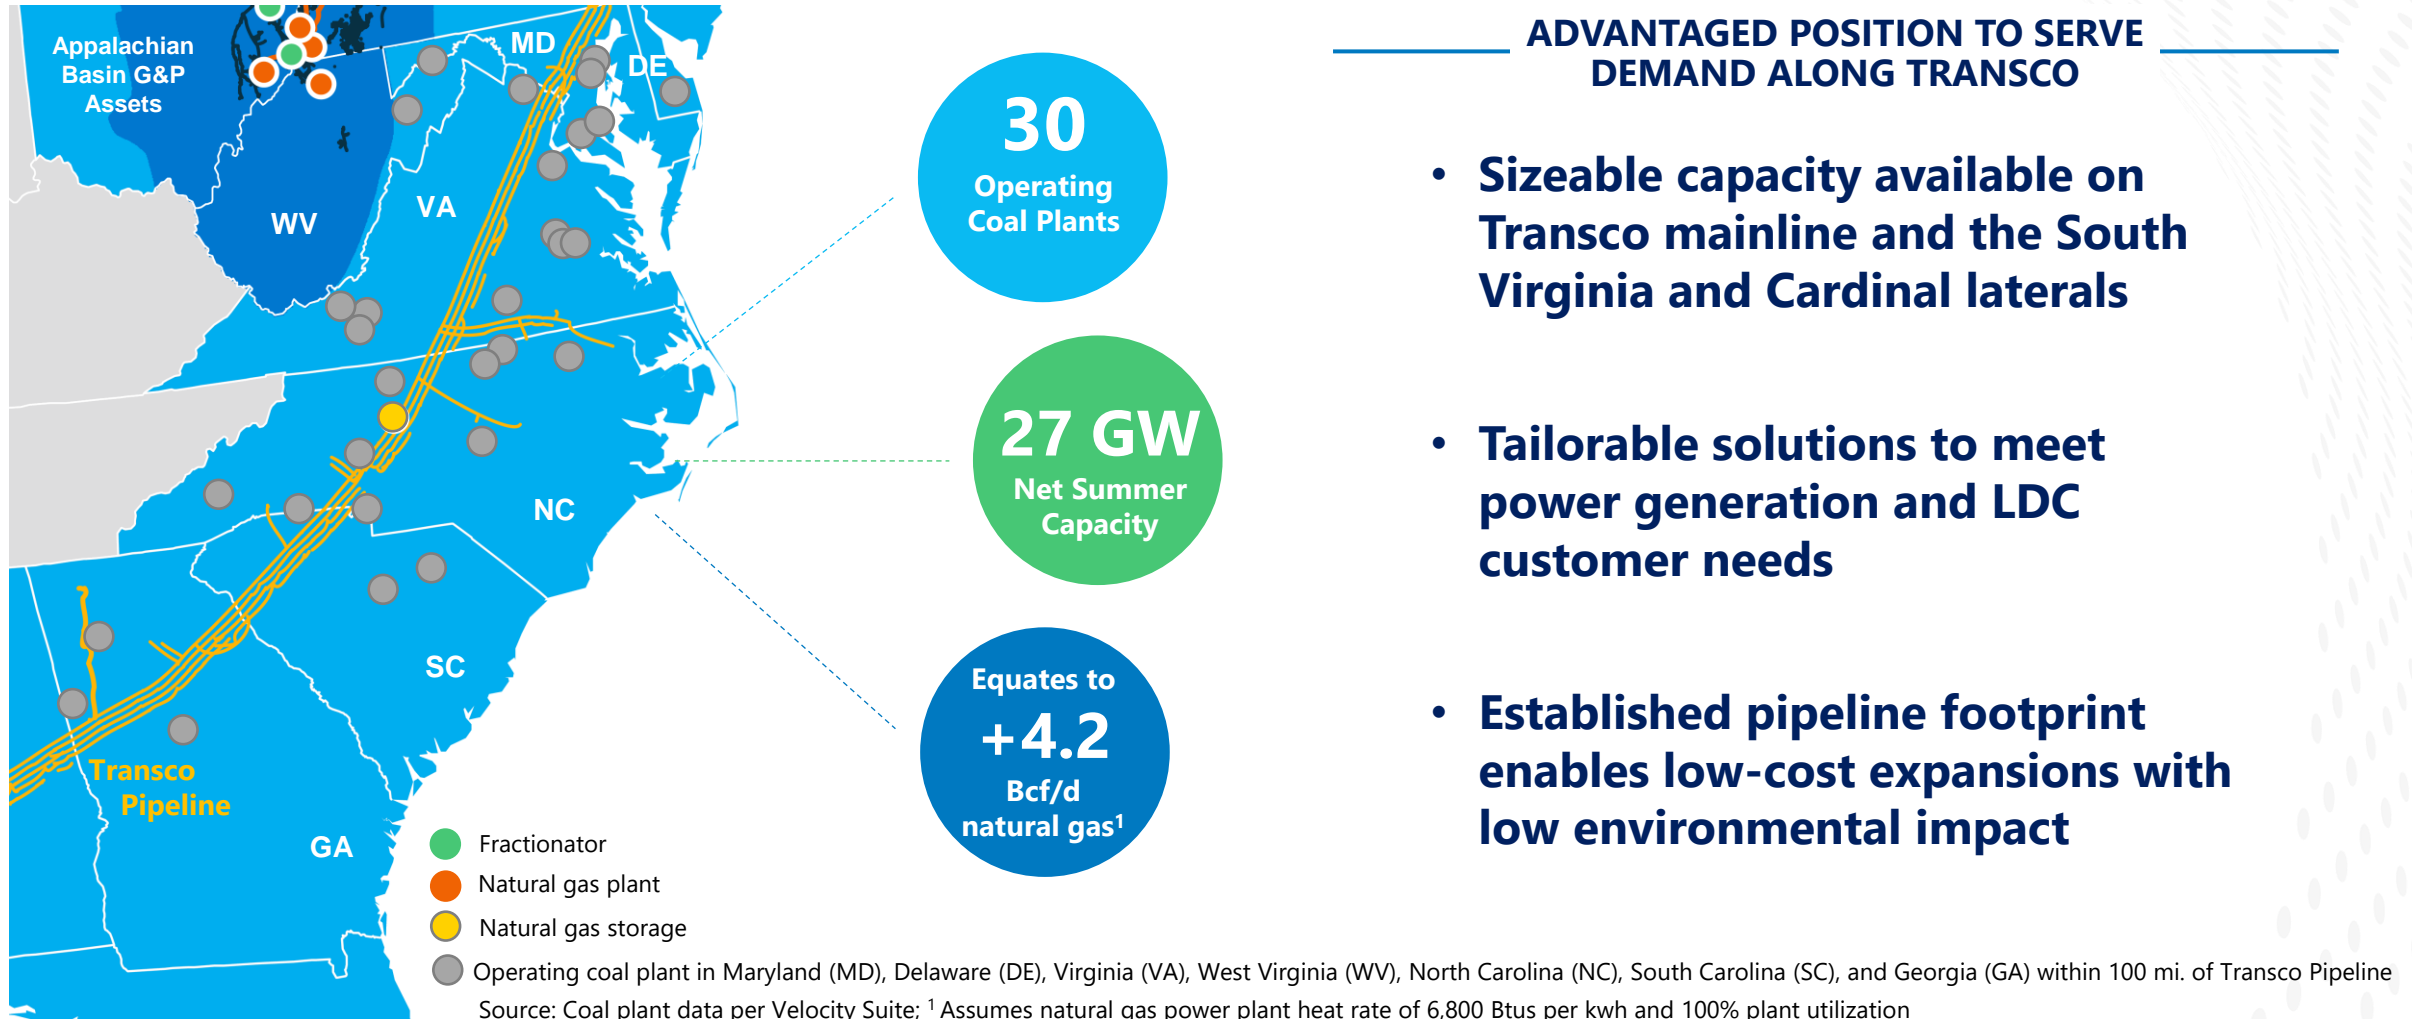 Appalachian
Basin G&P
Assets
MD
DE
VA
WV
NC
SC
GA
Transco
Pipeline
30
Operating
Coal Plants
27 GW
Net Summer
Capacity
Equates to
+4.2
Bcf/d
natural gas¹
ADVANTAGED POSITION TO SERVE
DEMAND ALONG TRANSCO
• Sizeable capacity available on
Transco mainline and the South
Virginia and Cardinal laterals
• Tailorable solutions to meet
power generation and LDC
customer needs
• Established pipeline footprint
enables low-cost expansions with
low environmental impact
Fractionator
Natural gas plant
Natural gas storage
Operating coal plant in Maryland (MD), Delaware (DE), Virginia (VA), West Virginia (WV), North Carolina (NC), South Carolina (SC), and Georgia (GA) within 100 mi. of Transco Pipeline
Source: Coal plant data per Velocity Suite; ¹ Assumes natural gas power plant heat rate of 6,800 Btus per kwh and 100% plant utilization